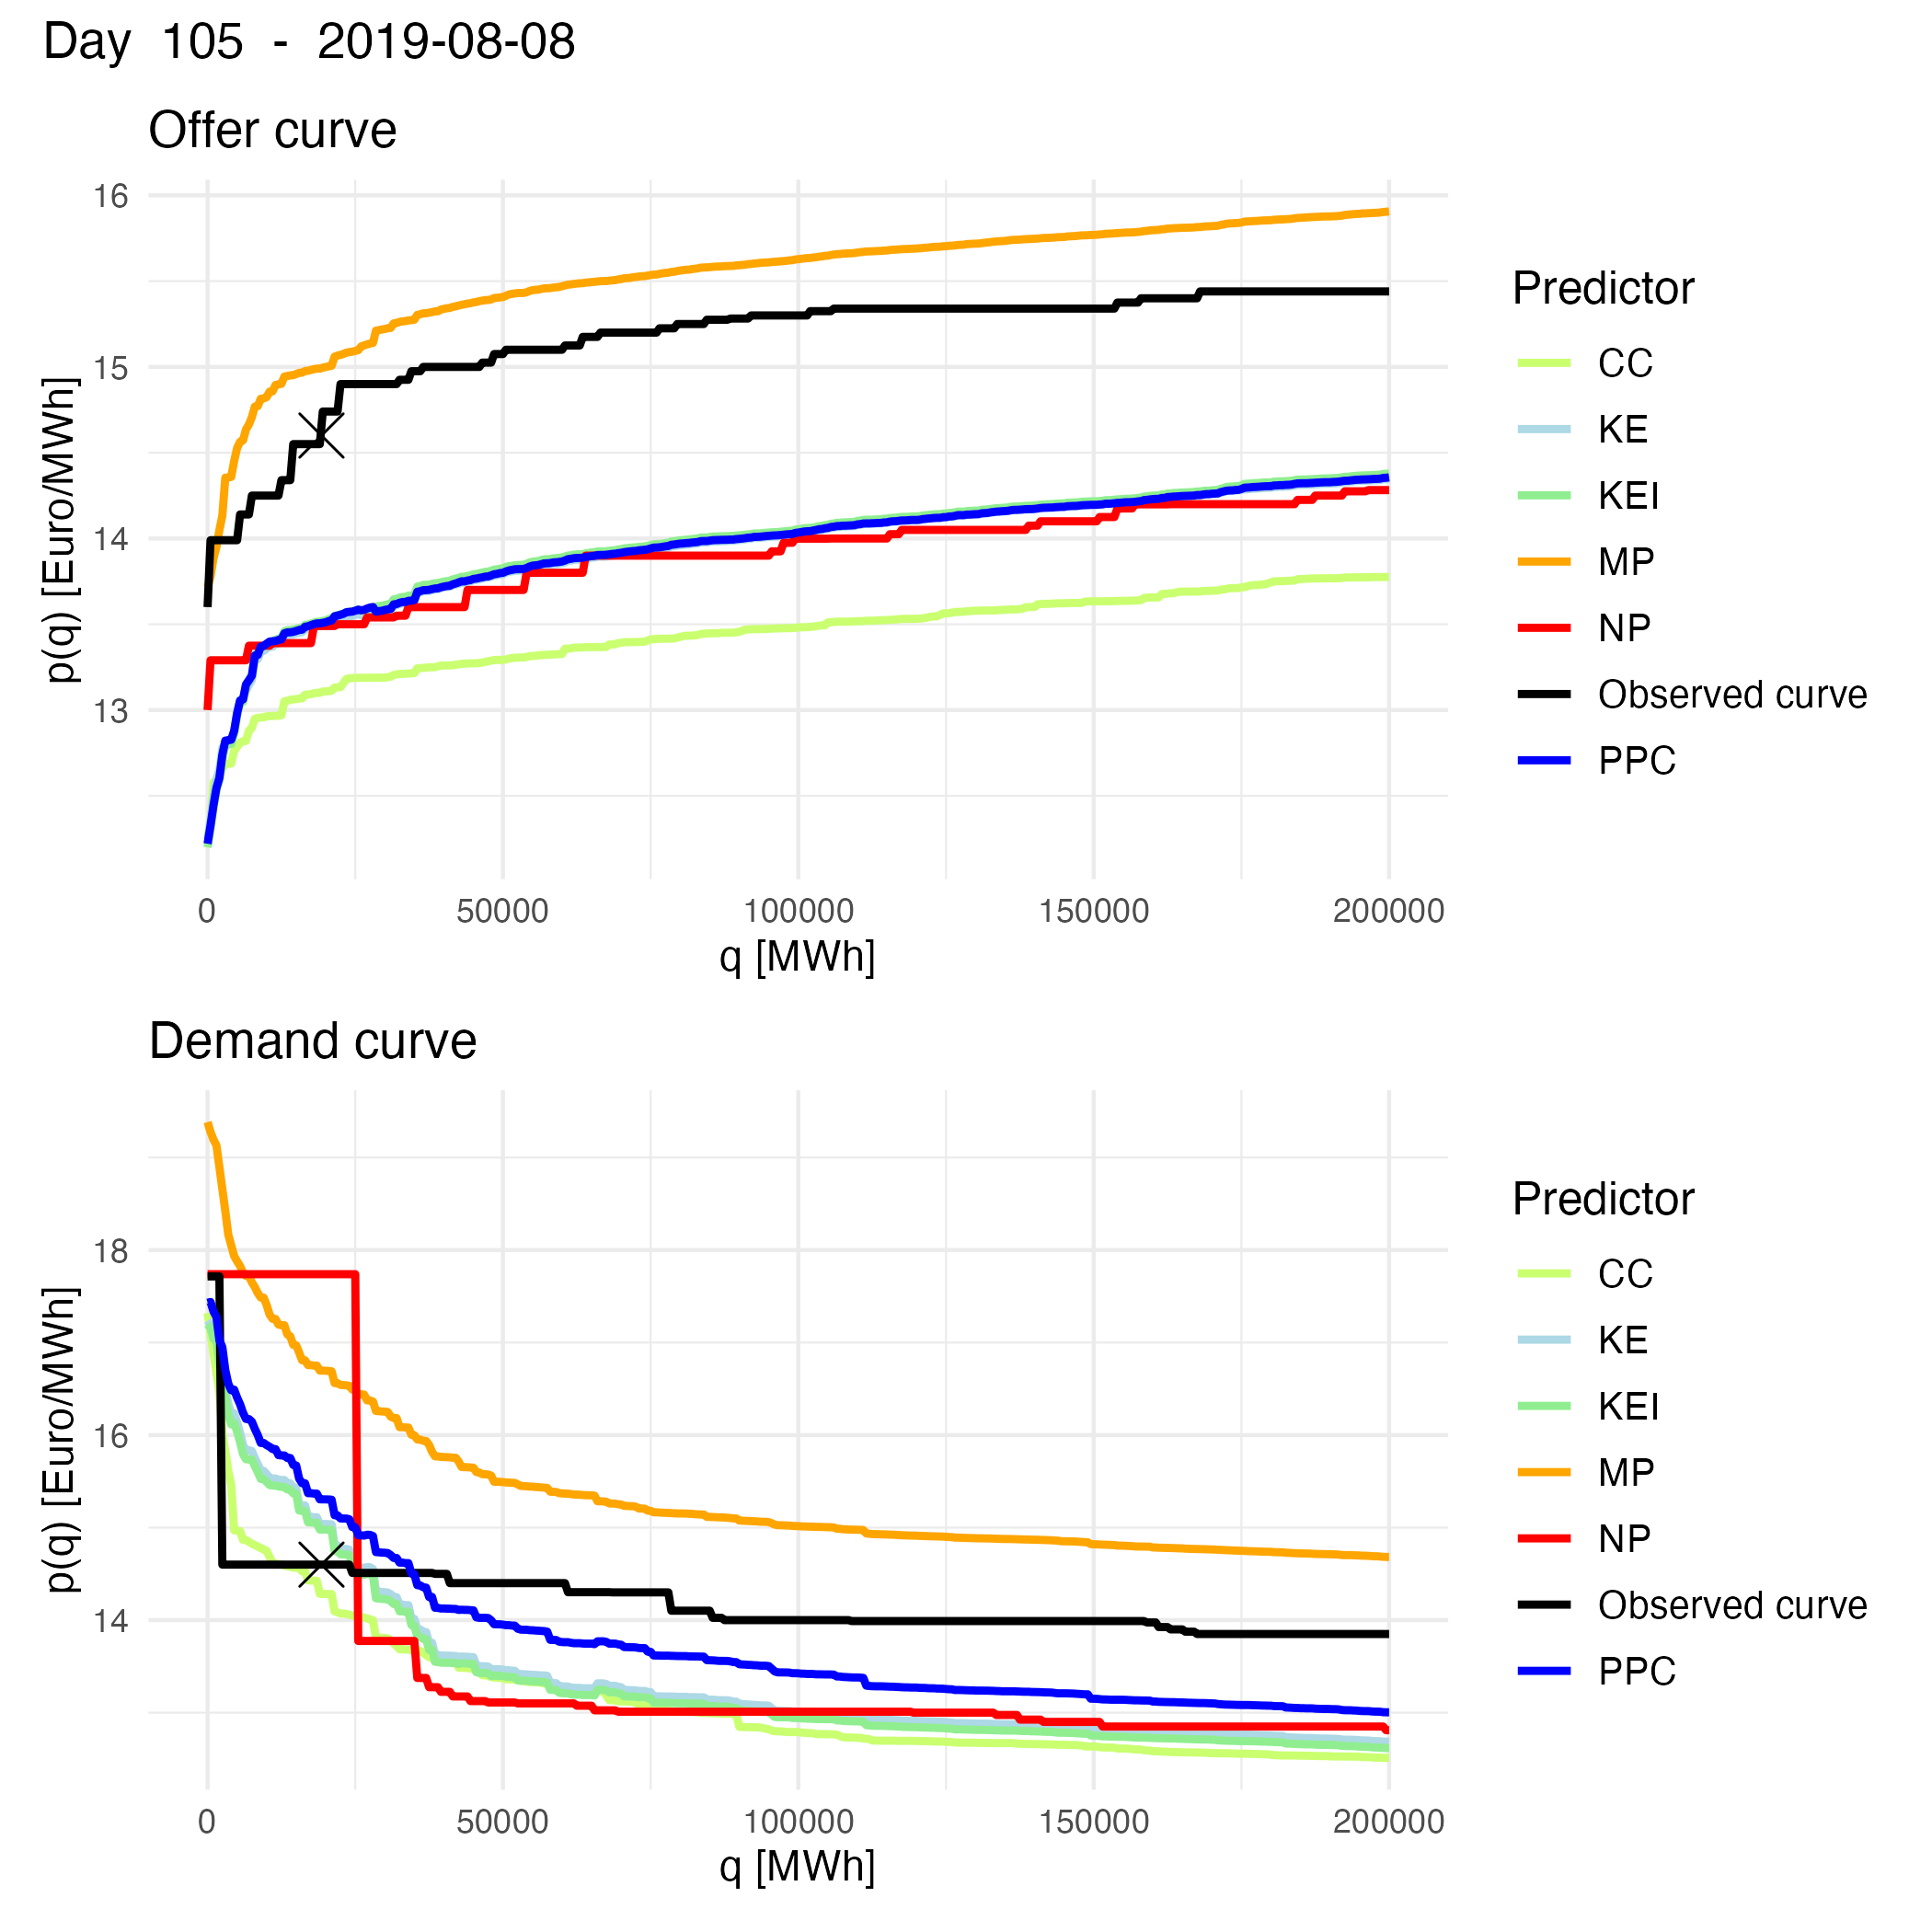 Day 105 - 2019-08-08
Offer curve
16
15
14
13
p(q) [Euro/MWh]
0 50000 100000 150000 200000
q [MWh]
Predictor
CC
KE
KEI
MP
NP
Observed curve
PPC
Demand curve
18
16
14
p(q) [Euro/MWh]
0 50000 100000 150000 200000
q [MWh]
Predictor
CC
KE
KEI
MP
NP
Observed curve
PPC